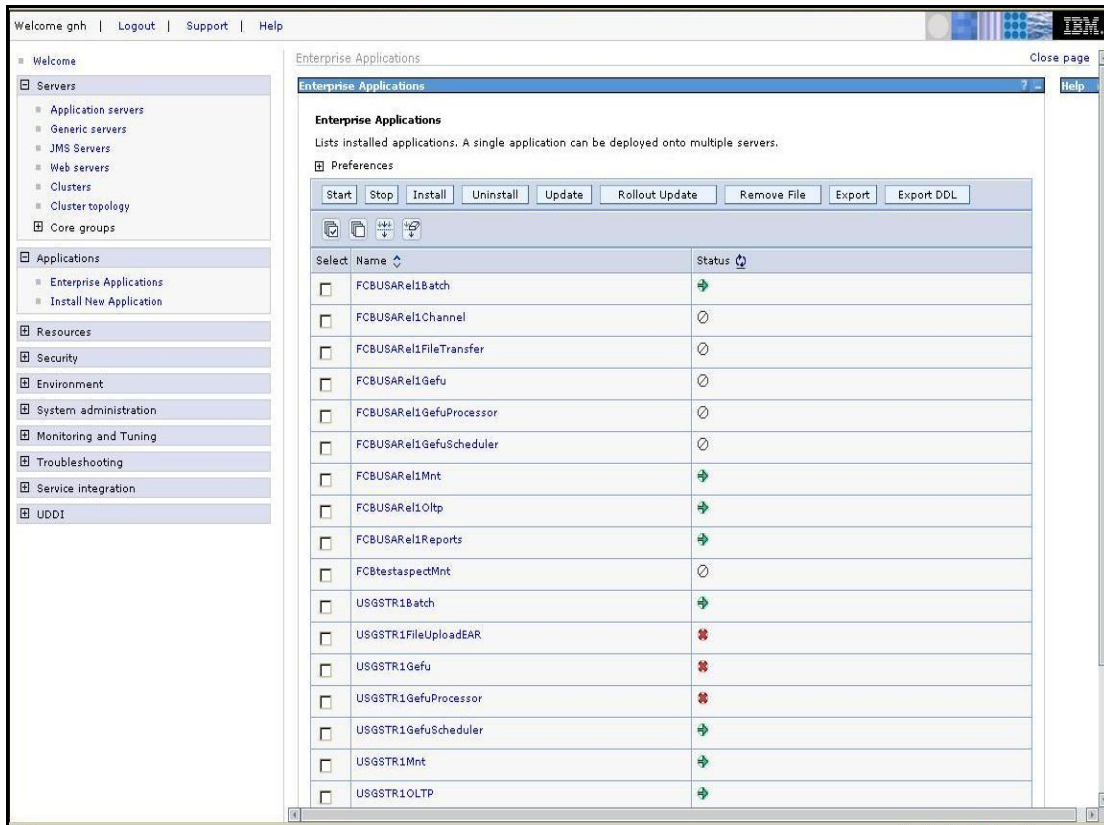 Welcome gnh | Logout | Support | Help
IBM.
Welcome
Servers
Application servers
Generic servers
JMS Servers
Web servers
Clusters
Cluster topology
Core groups
Applications
Enterprise Applications
Install New Application
Resources
Security
Environment
System administration
Monitoring and Tuning
Troubleshooting
Service integration
UDDI
Enterprise Applications
Close page
Enterprise Applications ? -
Help
Enterprise Applications
Lists installed applications. A single application can be deployed onto multiple servers.
Preferences
Start Stop Install Uninstall Update Rollout Update Remove File Export Export DDL
Select Name Status
FCBUSARel1Batch
FCBUSARel1Channel
FCBUSARel1FileTransfer
FCBUSARel1Gefu
FCBUSARel1GefuProcessor
FCBUSARel1GefuScheduler
FCBUSARel1Mnt
FCBUSARel1Oltp
FCBUSARel1Reports
FCBtestaspectMnt
USGSTR1Batch
USGSTR1FileUploadEAR
USGSTR1Gefu
USGSTR1GefuProcessor
USGSTR1GefuScheduler
USGSTR1Mnt
USGSTR1OLTP